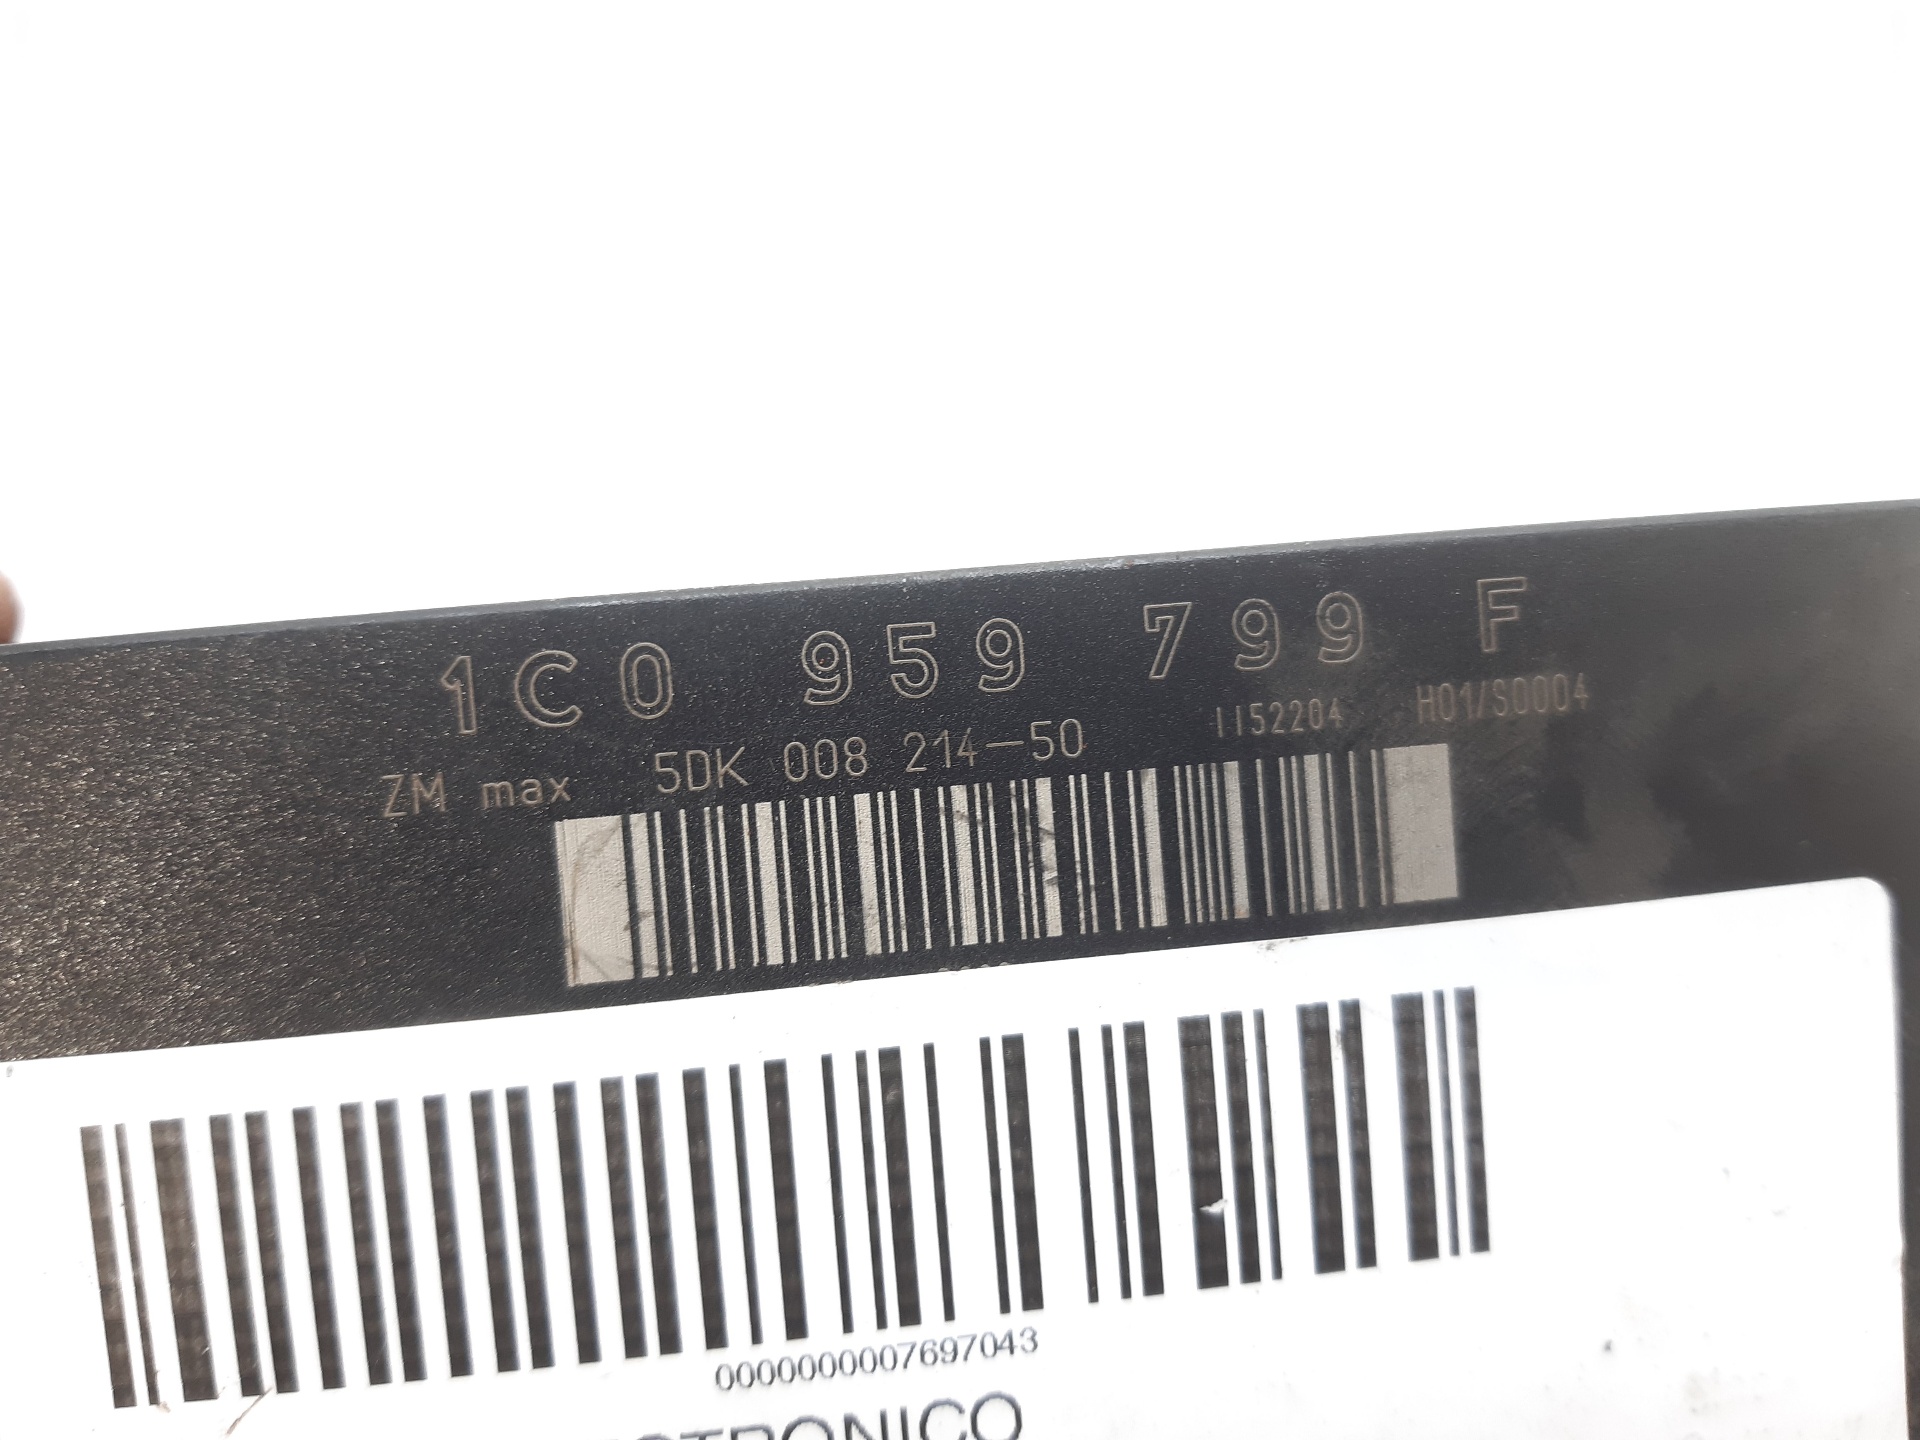 1C0 959 799 F
ZM max 5DK 008 214-50 1152204 H01/S0004
0000000007697043